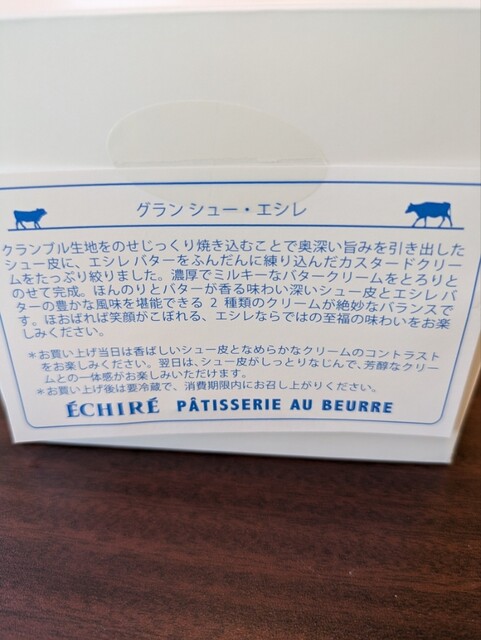 グラン シュー・エシレ
クランブル生地をのせじっくり焼き込むことで奥深い旨みを引き出した
シュー皮に、エシレ バターをふんだんに練り込んだカスタードクリー
ムをたっぷり絞りました。濃厚でミルキーなバタークリームをとろりと
のせて完成。ほんのりとバターが香る味わい深いシュー皮とエシレ バ
ターの豊かな風味を堪能できる 2 種類のクリームが絶妙なバランスで
す。ほおばれば笑顔がこぼれる、エシレならではの至福の味わいをお楽
しみください。
＊お買い上げ当日は香ばしいシュー皮となめらかなクリームのコントラスト
をお楽しみください。翌日は、シュー皮がしっとりなじんで、芳醇なクリー
ムとの一体感がお楽しみいただけます。
＊お買い上げ後は要冷蔵で、消費期限内にお召し上がりください。
ÉCHIRÉ PÂTISSERIE AU BEURRE